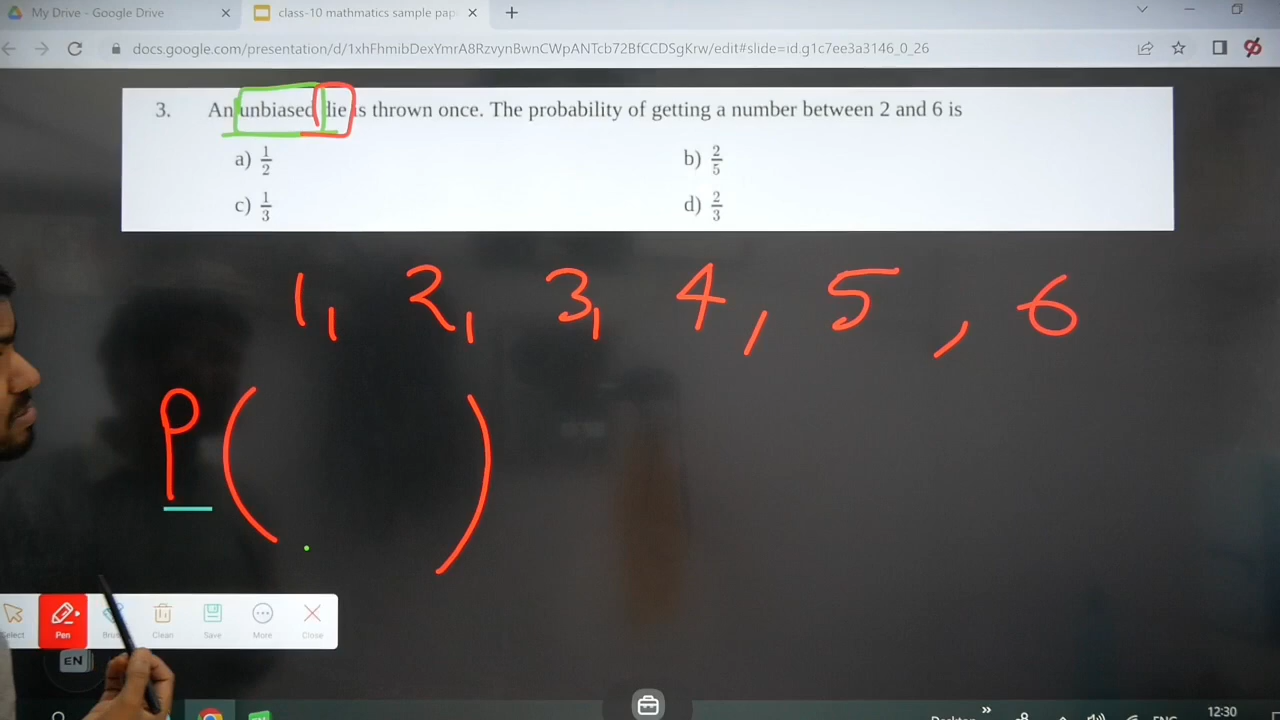 My Drive - Google Drive
class-10 mathmatics sample pap
docs.google.com/presentation/d/1xhFhmibDexYmrA8RzvynBwnCWpANTcb72BfCCDSgKrw/edit#slide=id.g1c7ee3a3146_0_26
3. An unbiased die is thrown once. The probability of getting a number between 2 and 6 is
a) 1/2 b) 2/5
c) 1/3 d) 2/3
1, 2, 3, 4, 5, 6
P( )
Select Pen Brush Clean Save More Close
EN
Desktop ENG 12:30